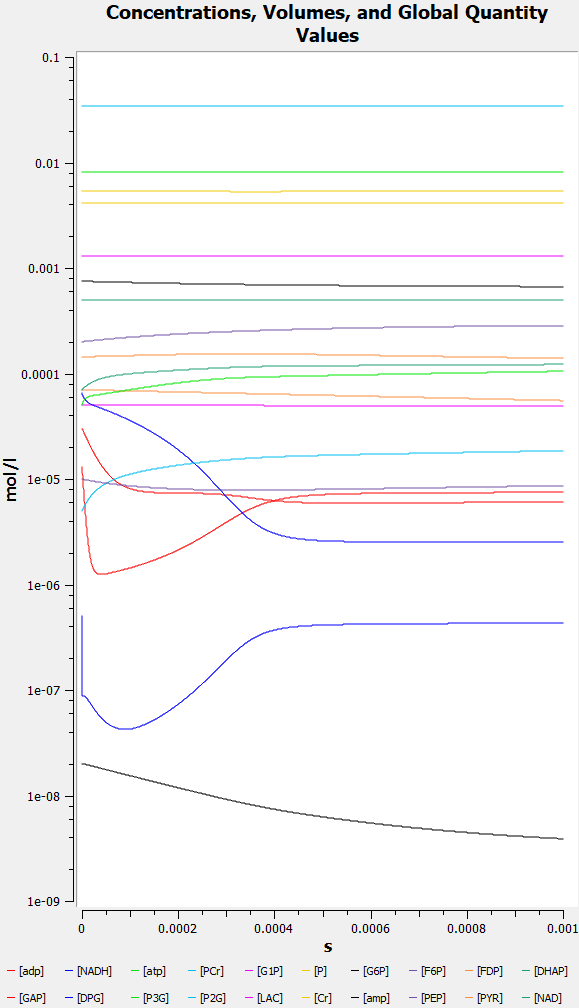 Concentrations, Volumes, and Global Quantity
Values
0.1
0.01
0.001
0.0001
1e-05
1e-06
1e-07
1e-08
1e-09
mol/l
0
0.0002
0.0004
0.0006
0.0008
0.001
s
[adp] [NADH] [atp] [PCr] [G1P] [P] [G6P] [F6P] [FDP] [DHAP]
[GAP] [DPG] [P3G] [P2G] [LAC] [Cr] [amp] [PEP] [PYR] [NAD]